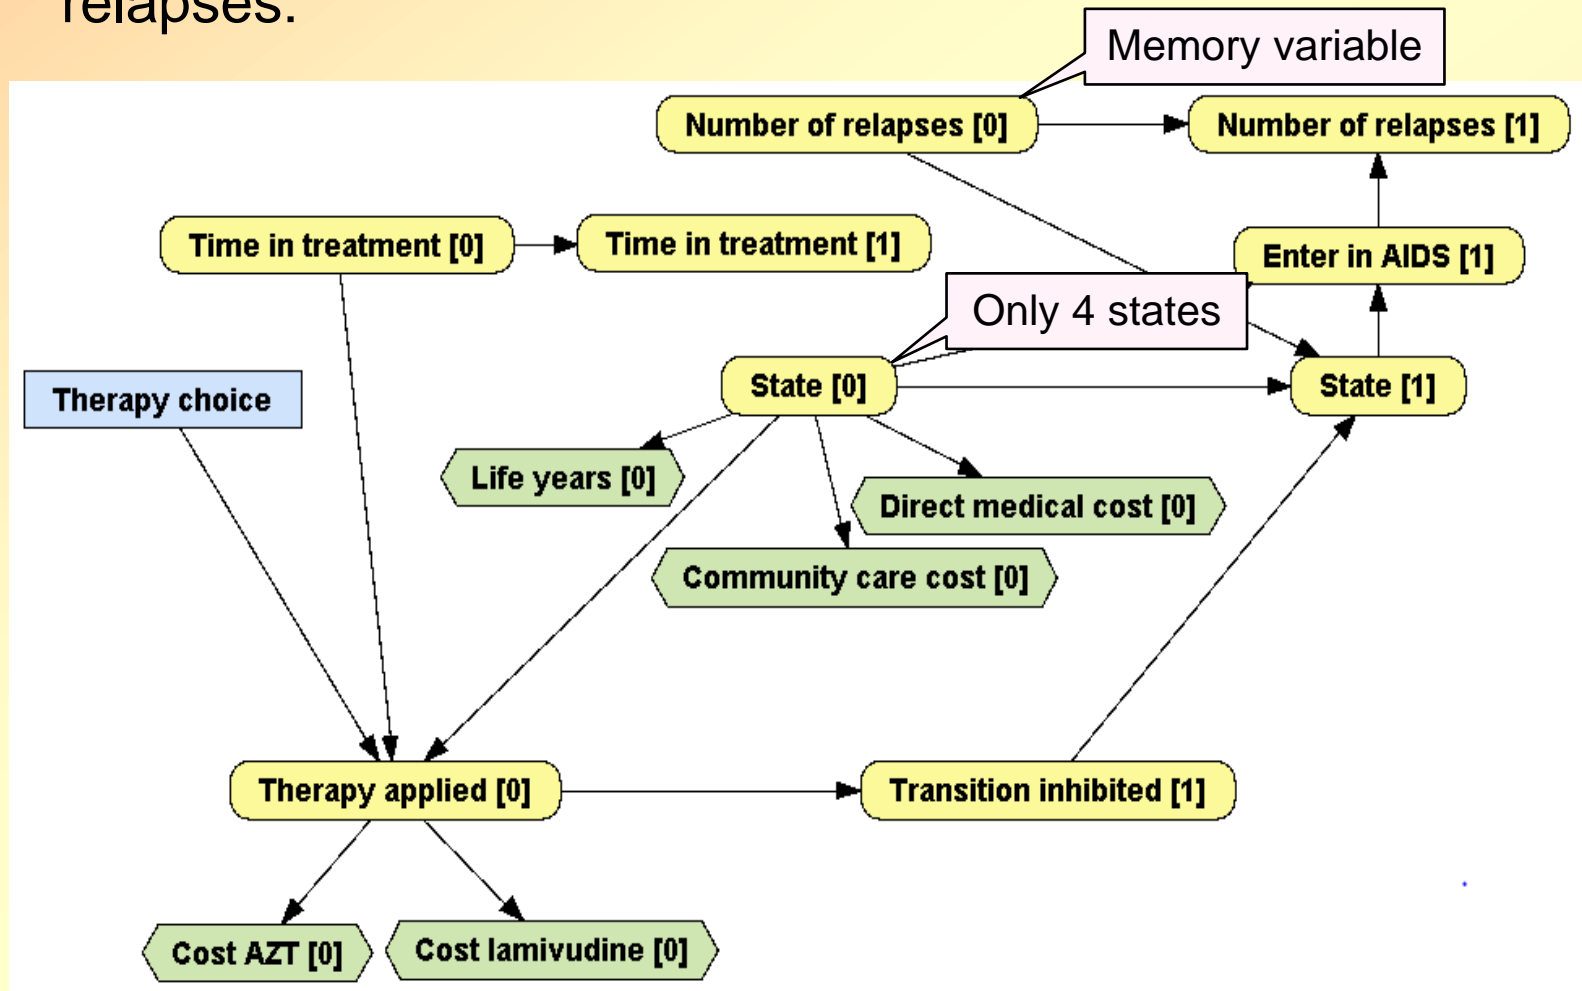 relapses.
Memory variable
Number of relapses [0]
Number of relapses [1]
Time in treatment [0]
Time in treatment [1]
Enter in AIDS [1]
Only 4 states
Therapy choice
State [0]
State [1]
Life years [0]
Direct medical cost [0]
Community care cost [0]
Therapy applied [0]
Transition inhibited [1]
Cost AZT [0]
Cost lamivudine [0]